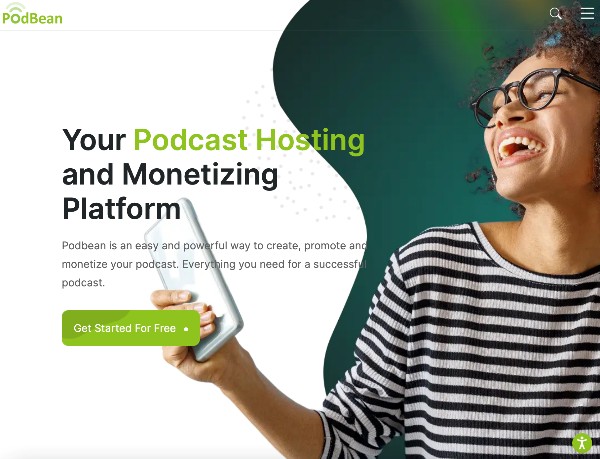 PodBean
Your Podcast Hosting
and Monetizing
Platform
Podbean is an easy and powerful way to create, promote and
monetize your podcast. Everything you need for a successful
podcast.
Get Started For Free